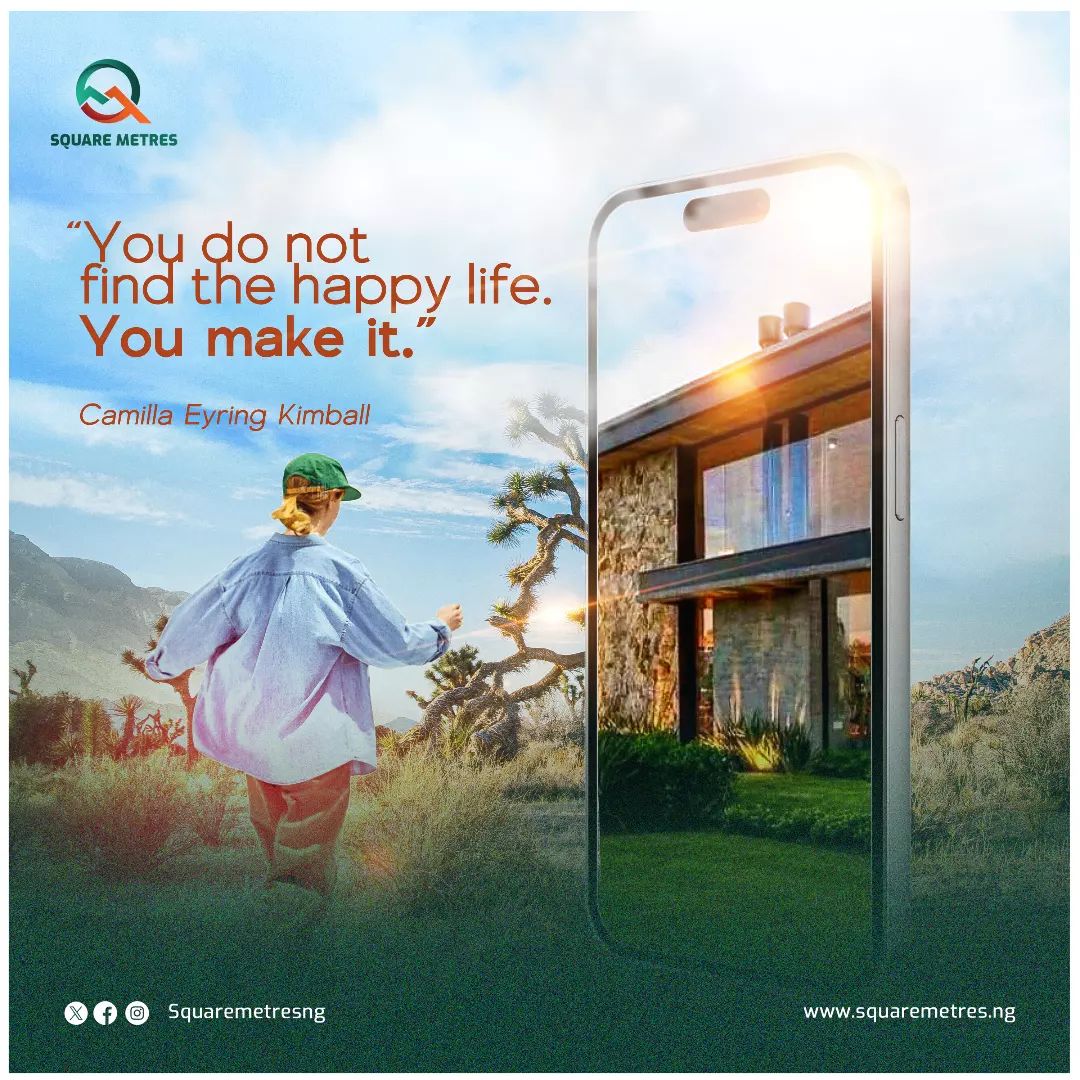 SQUARE METRES
“You do not
find the happy life.
You make it.”
Camilla Eyring Kimball
Squaremetresng
www.squaremetres.ng